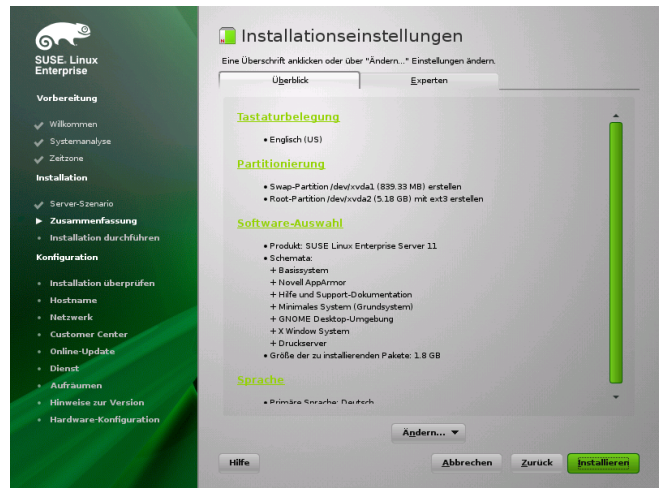 SUSE. Linux
Enterprise
Vorbereitung
Willkommen
Systemanalyse
Zeitzone
Installation
Server-Szenario
Zusammenfassung
Installation durchführen
Konfiguration
Installation überprüfen
Hostname
Netzwerk
Customer Center
Online-Update
Dienst
Aufräumen
Hinweise zur Version
Hardware-Konfiguration
Installationseinstellungen
Eine Überschrift anklicken oder über "Ändern..." Einstellungen ändern.
Überblick
Experten
Tastaturbelegung
• Englisch (US)
Partitionierung
• Swap-Partition /dev/xvda1 (839.33 MB) erstellen
• Root-Partition /dev/xvda2 (5.18 GB) mit ext3 erstellen
Software-Auswahl
• Produkt: SUSE Linux Enterprise Server 11
• Schemata:
+ Basissystem
+ Novell AppArmor
+ Hilfe und Support-Dokumentation
+ Minimales System (Grundsystem)
+ GNOME Desktop-Umgebung
+ X Window System
+ Druckserver
• Größe der zu installierenden Pakete: 1.8 GB
Sprache
• Primäre Sprache: Deutsch
Ändern...
Hilfe
Abbrechen
Zurück
Installieren